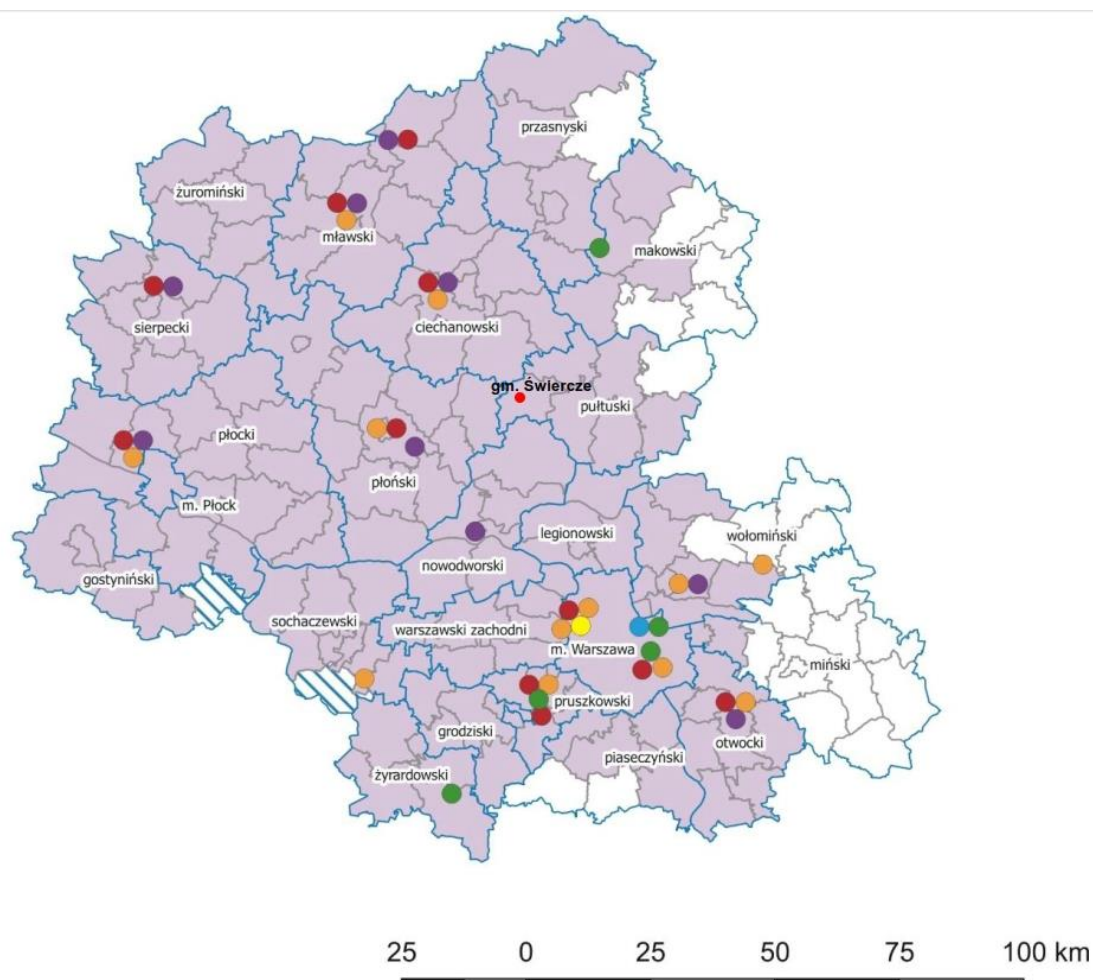 przasnyski
żuromiński
mławski
makowski
sierpecki
ciechanowski
gm. Świercze
pułtuski
płocki
płoński
m. Płock
legionowski
wołomiński
nowodworski
gostyniński
sochaczewski
warszawski zachodni
m. Warszawa
miński
pruszkowski
grodziski
otwocki
piaseczyński
żyrardowski
25 0 25 50 75 100 km